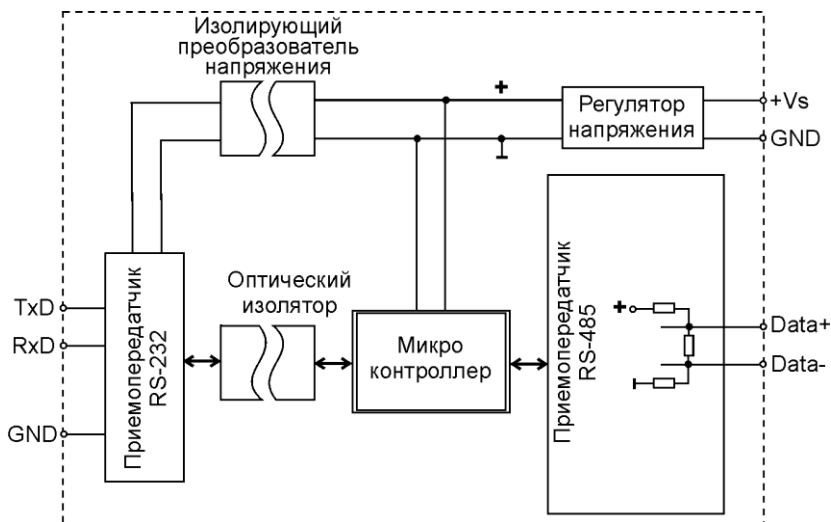 Изолирующий
преобразователь
напряжения
+
Регулятор
напряжения
+Vs
GND
Оптический
изолятор
TxD
RxD
GND
Приемопередатчик
RS-232
Микро
контроллер
Приемопередатчик
RS-485
+
Data+
Data-